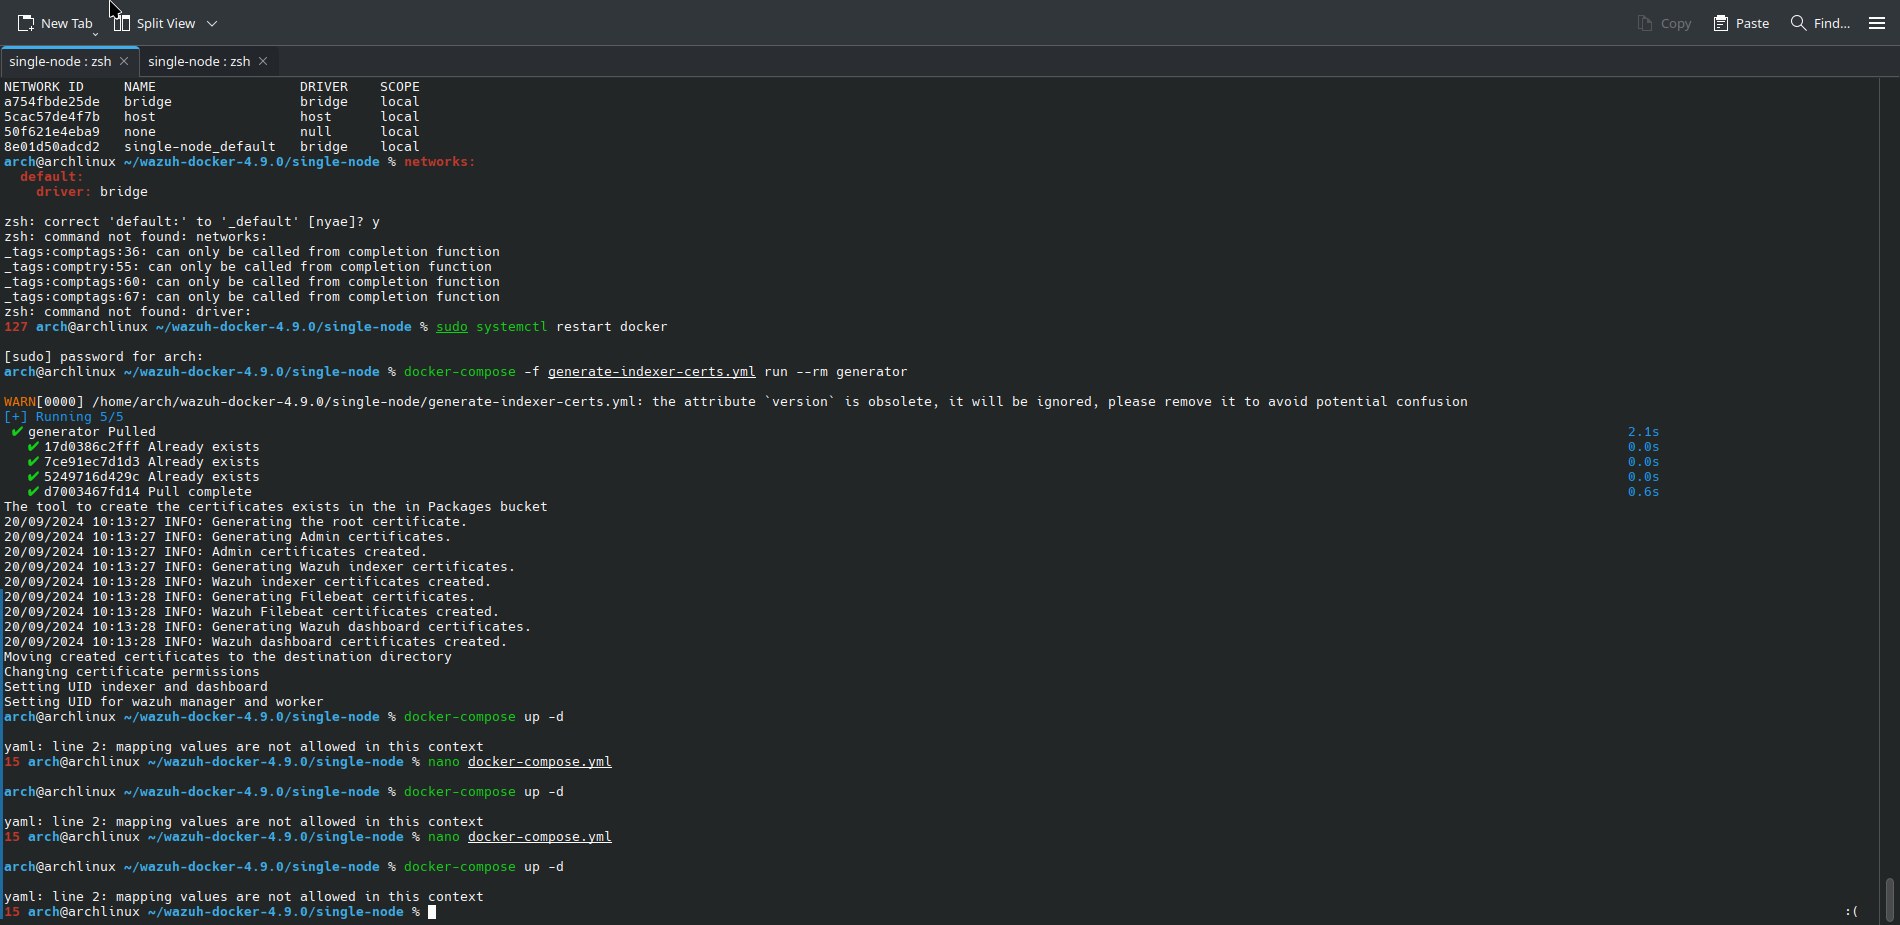 New Tab Split View Copy Paste Find...
single-node : zsh single-node : zsh
NETWORK ID     NAME                  DRIVER    SCOPE
a754fbde25de   bridge                bridge    local
5cac57de4f7b   host                  host      local
50f621e4eba9   none                  null      local
8e01d50adcd2   single-node_default   bridge    local
arch@archlinux ~/wazuh-docker-4.9.0/single-node % networks:
  default:
    driver: bridge
zsh: correct 'default:' to '_default' [nyae]? y
zsh: command not found: networks:
_tags:comptags:36: can only be called from completion function
_tags:comptry:55: can only be called from completion function
_tags:comptags:60: can only be called from completion function
_tags:comptags:67: can only be called from completion function
zsh: command not found: driver:
127 arch@archlinux ~/wazuh-docker-4.9.0/single-node % sudo systemctl restart docker
[sudo] password for arch:
arch@archlinux ~/wazuh-docker-4.9.0/single-node % docker-compose -f generate-indexer-certs.yml run --rm generator
WARN[0000] /home/arch/wazuh-docker-4.9.0/single-node/generate-indexer-certs.yml: the attribute `version` is obsolete, it will be ignored, please remove it to avoid potential confusion
[+] Running 5/5
 ✔ generator Pulled 2.1s
   ✔ 17d0386c2fff Already exists 0.0s
   ✔ 7ce91ec7d1d3 Already exists 0.0s
   ✔ 5249716d429c Already exists 0.0s
   ✔ d7003467fd14 Pull complete 0.6s
The tool to create the certificates exists in the in Packages bucket
20/09/2024 10:13:27 INFO: Generating the root certificate.
20/09/2024 10:13:27 INFO: Generating Admin certificates.
20/09/2024 10:13:27 INFO: Admin certificates created.
20/09/2024 10:13:27 INFO: Generating Wazuh indexer certificates.
20/09/2024 10:13:28 INFO: Wazuh indexer certificates created.
20/09/2024 10:13:28 INFO: Generating Filebeat certificates.
20/09/2024 10:13:28 INFO: Wazuh Filebeat certificates created.
20/09/2024 10:13:28 INFO: Generating Wazuh dashboard certificates.
20/09/2024 10:13:28 INFO: Wazuh dashboard certificates created.
Moving created certificates to the destination directory
Changing certificate permissions
Setting UID indexer and dashboard
Setting UID for wazuh manager and worker
arch@archlinux ~/wazuh-docker-4.9.0/single-node % docker-compose up -d
yaml: line 2: mapping values are not allowed in this context
15 arch@archlinux ~/wazuh-docker-4.9.0/single-node % nano docker-compose.yml
arch@archlinux ~/wazuh-docker-4.9.0/single-node % docker-compose up -d
yaml: line 2: mapping values are not allowed in this context
15 arch@archlinux ~/wazuh-docker-4.9.0/single-node % nano docker-compose.yml
arch@archlinux ~/wazuh-docker-4.9.0/single-node % docker-compose up -d
yaml: line 2: mapping values are not allowed in this context
15 arch@archlinux ~/wazuh-docker-4.9.0/single-node % :(